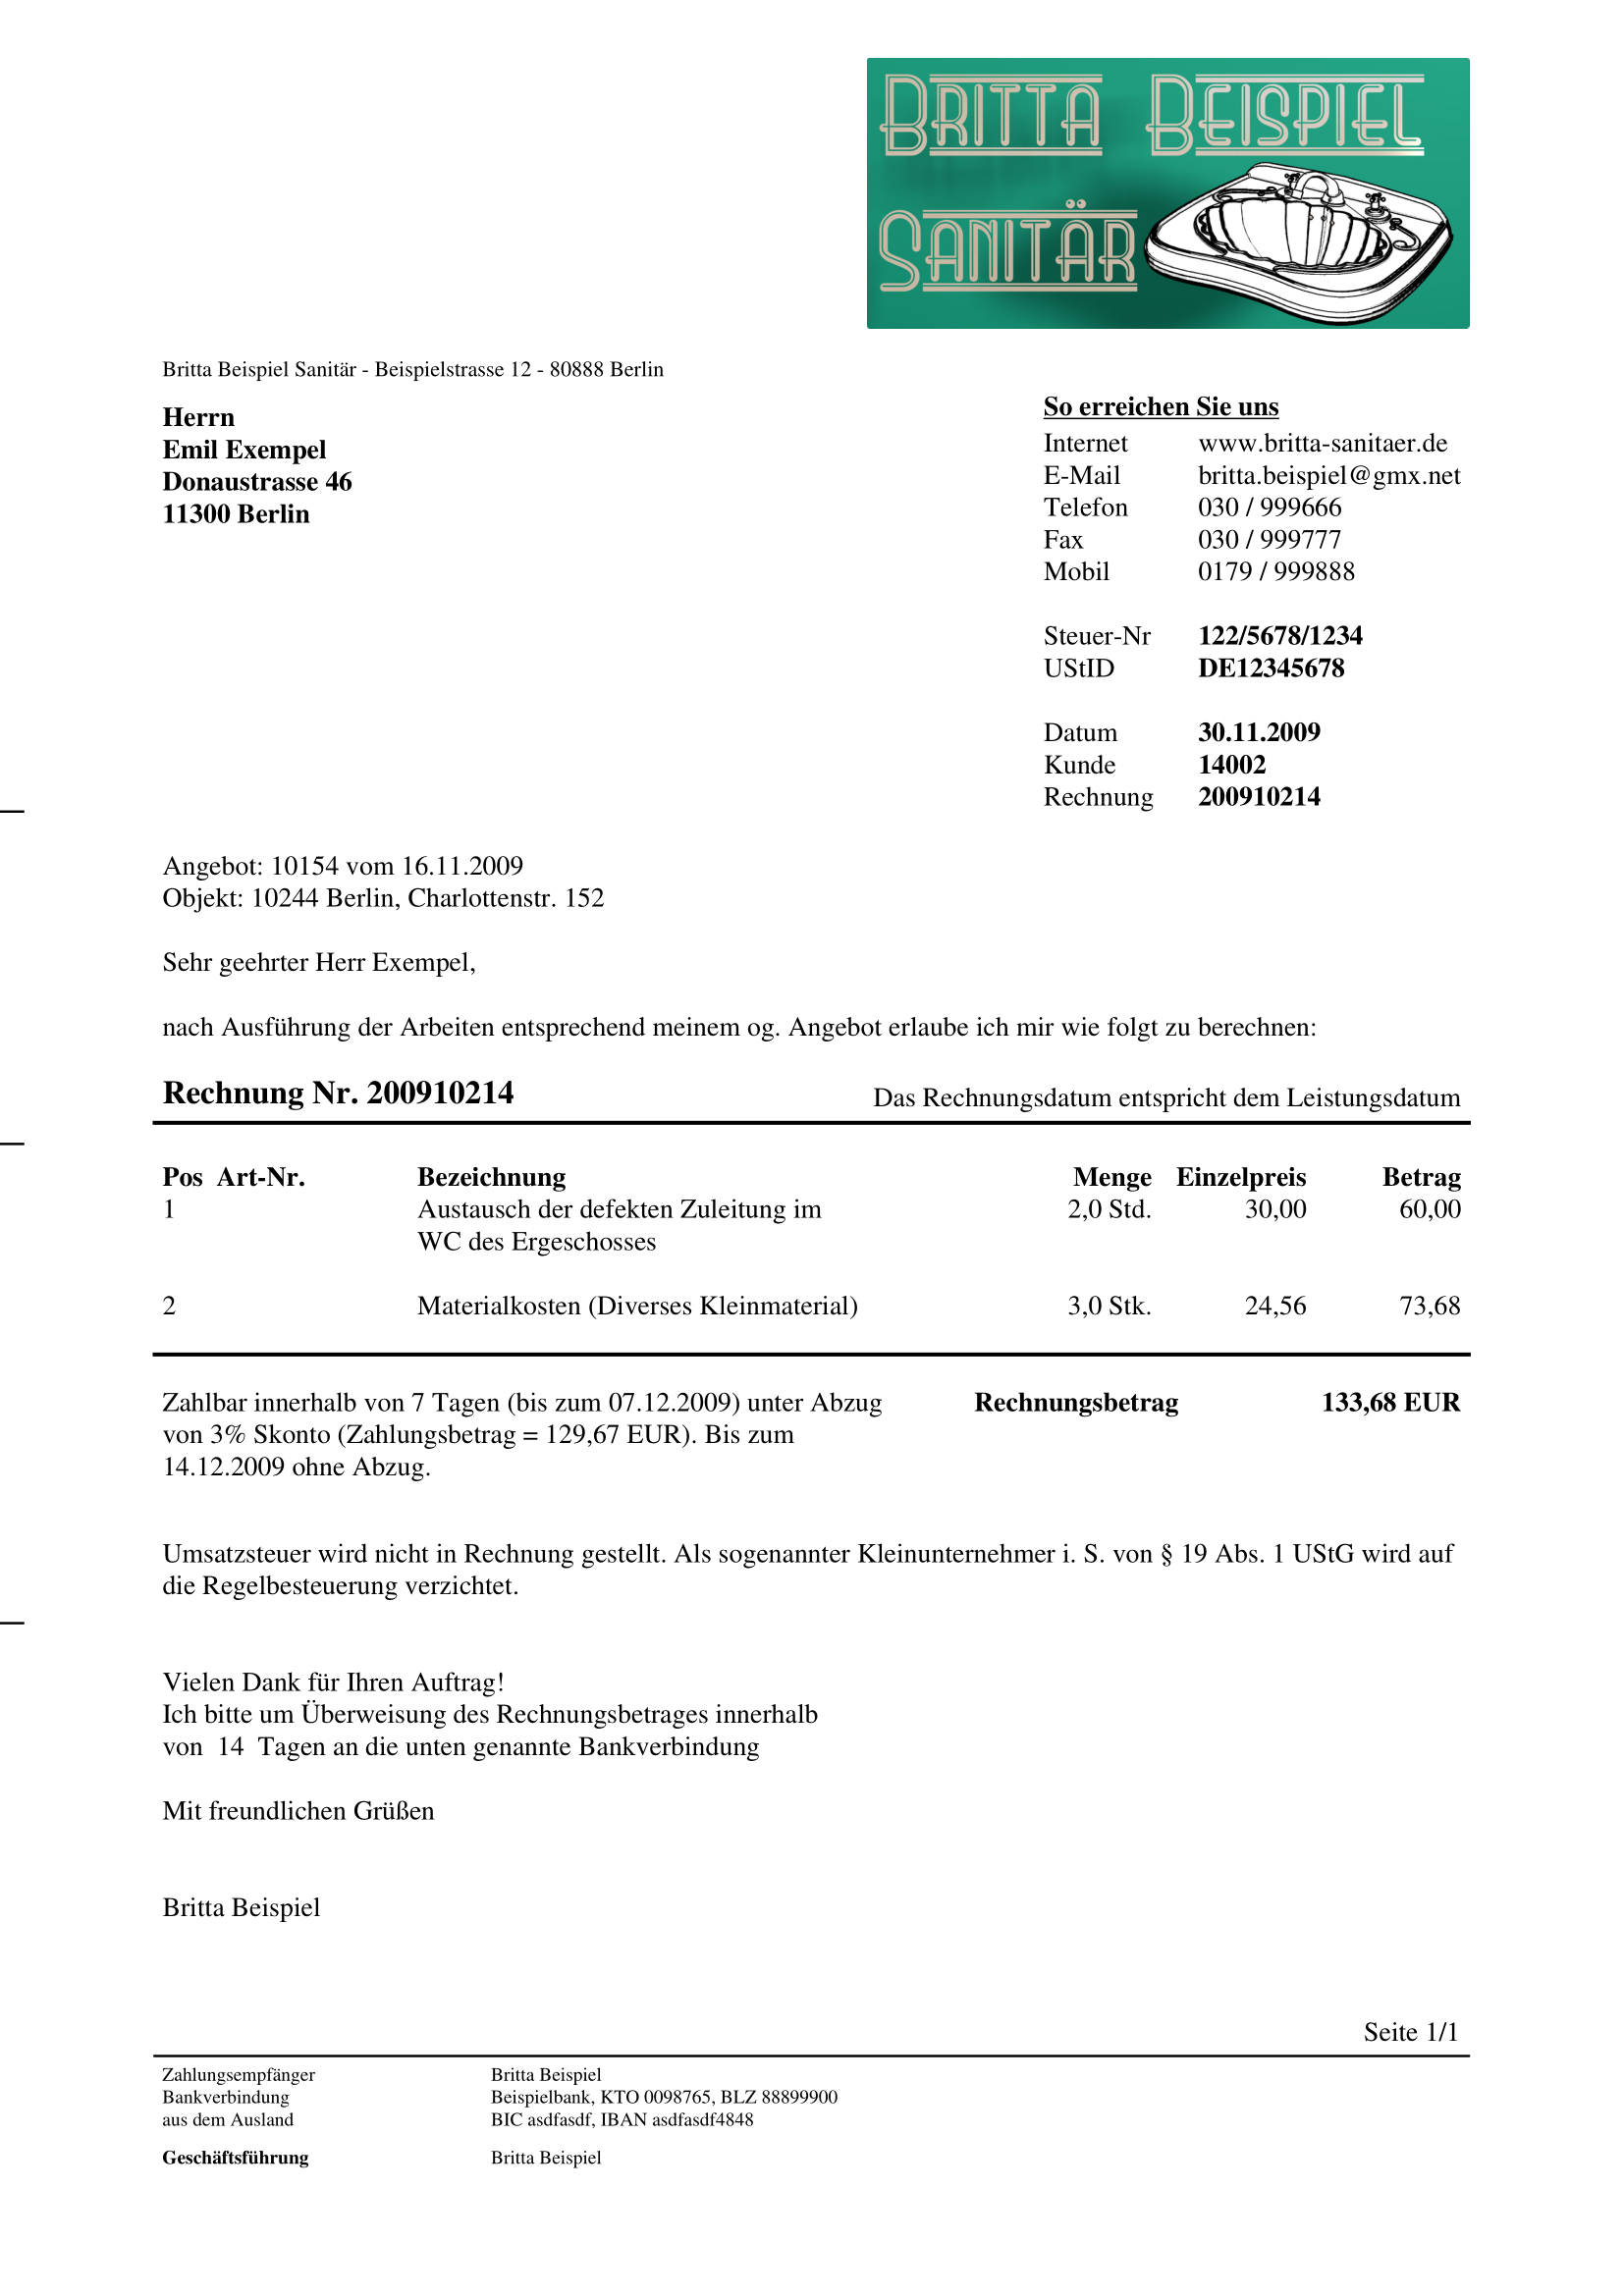 BRITTA BEISPIEL
SANITÄR
Britta Beispiel Sanitär - Beispielstrasse 12 - 80888 Berlin
Herrn
Emil Exempel
Donaustrasse 46
11300 Berlin
So erreichen Sie uns
Internet www.britta-sanitaer.de
E-Mail britta.beispiel@gmx.net
Telefon 030 / 999666
Fax 030 / 999777
Mobil 0179 / 999888
Steuer-Nr 122/5678/1234
UStID DE12345678
Datum 30.11.2009
Kunde 14002
Rechnung 200910214
Angebot: 10154 vom 16.11.2009
Objekt: 10244 Berlin, Charlottenstr. 152
Sehr geehrter Herr Exempel,
nach Ausführung der Arbeiten entsprechend meinem og. Angebot erlaube ich mir wie folgt zu berechnen:
Rechnung Nr. 200910214 Das Rechnungsdatum entspricht dem Leistungsdatum
Pos Art-Nr. Bezeichnung Menge Einzelpreis Betrag
1 Austausch der defekten Zuleitung im 2,0 Std. 30,00 60,00
WC des Ergeschosses
2 Materialkosten (Diverses Kleinmaterial) 3,0 Stk. 24,56 73,68
Zahlbar innerhalb von 7 Tagen (bis zum 07.12.2009) unter Abzug Rechnungsbetrag 133,68 EUR
von 3% Skonto (Zahlungsbetrag = 129,67 EUR). Bis zum
14.12.2009 ohne Abzug.
Umsatzsteuer wird nicht in Rechnung gestellt. Als sogenannter Kleinunternehmer i. S. von § 19 Abs. 1 UStG wird auf
die Regelbesteuerung verzichtet.
Vielen Dank für Ihren Auftrag!
Ich bitte um Überweisung des Rechnungsbetrages innerhalb
von 14 Tagen an die unten genannte Bankverbindung
Mit freundlichen Grüßen
Britta Beispiel
Seite 1/1
Zahlungsempfänger Britta Beispiel
Bankverbindung Beispielbank, KTO 0098765, BLZ 88899900
aus dem Ausland BIC asdfasdf, IBAN asdfasdf4848
Geschäftsführung Britta Beispiel